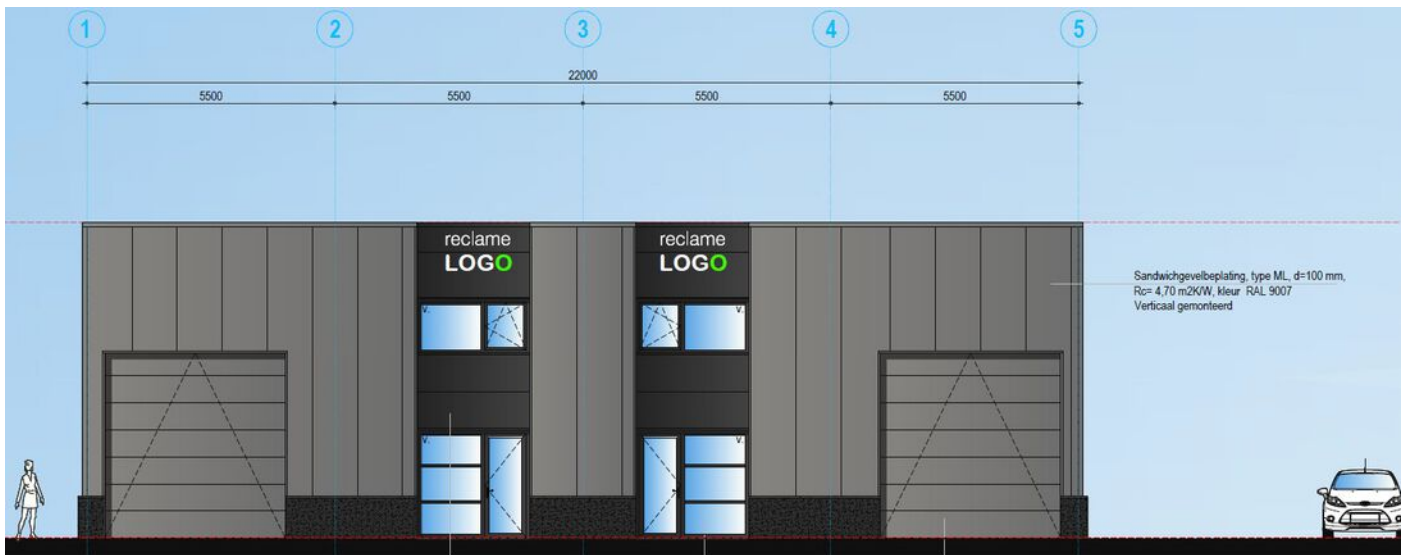 1 2 3 4 5
22000
5500 5500 5500 5500
reclame reclame
LOGO LOGO
Sandwichgevelbeplating, type ML, d=100 mm,
Rc= 4,70 m2K/W, kleur RAL 9007
Verticaal gemonteerd
V. V.
V. V.